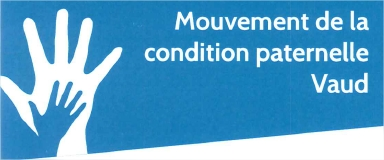 Mouvement de la
condition paternelle
Vaud